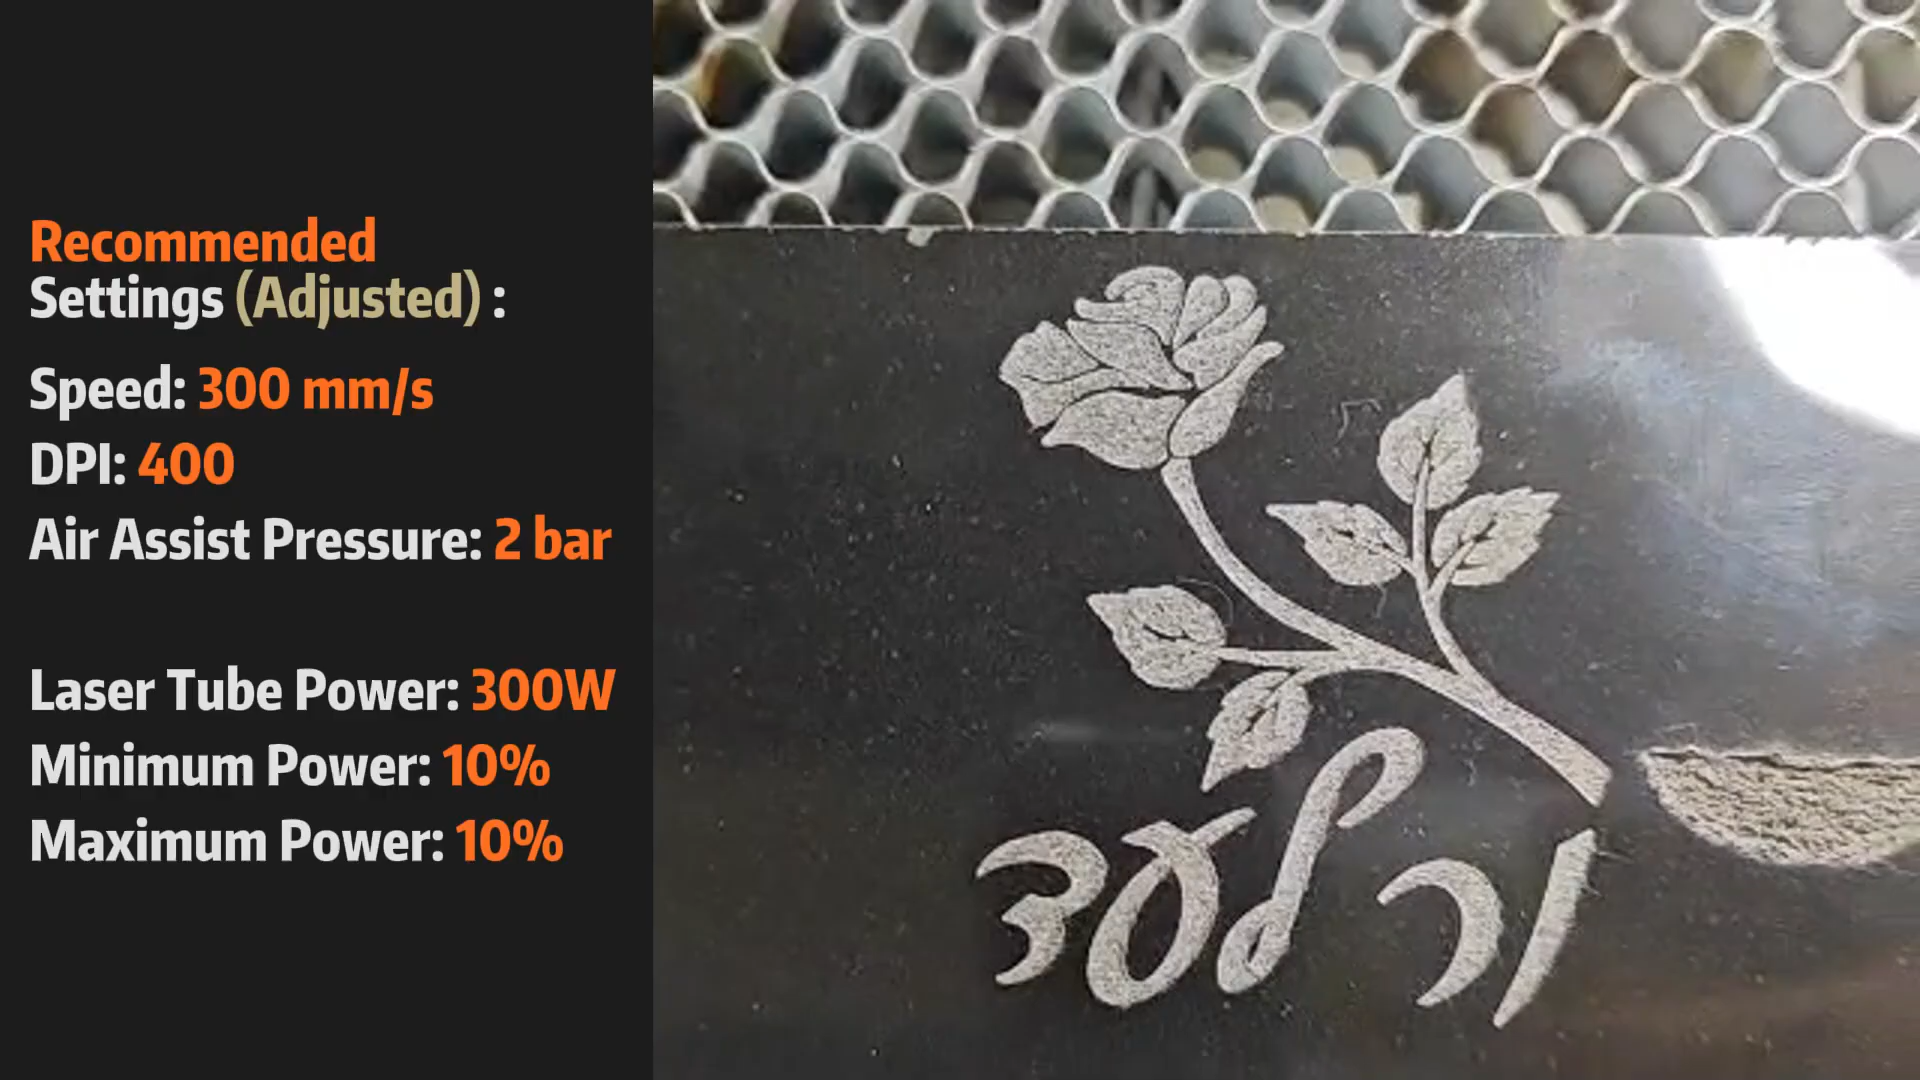 Recommended
Settings (Adjusted) :
Speed: 300 mm/s
DPI: 400
Air Assist Pressure: 2 bar
Laser Tube Power: 300W
Minimum Power: 10%
Maximum Power: 10%